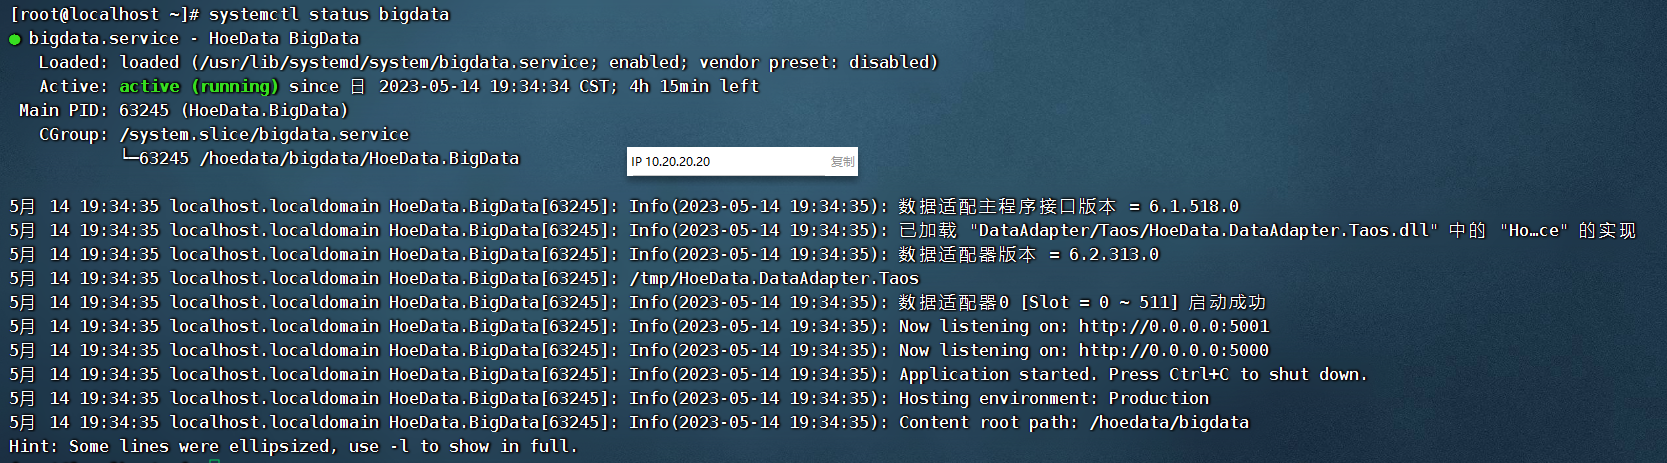 [root@localhost ~]# systemctl status bigdata
● bigdata.service - HoeData BigData
   Loaded: loaded (/usr/lib/systemd/system/bigdata.service; enabled; vendor preset: disabled)
   Active: active (running) since 日 2023-05-14 19:34:34 CST; 4h 15min left
 Main PID: 63245 (HoeData.BigData)
   CGroup: /system.slice/bigdata.service
           └─63245 /hoedata/bigdata/HoeData.BigData
IP 10.20.20.20 复制
5月 14 19:34:35 localhost.localdomain HoeData.BigData[63245]: Info(2023-05-14 19:34:35): 数据适配主程序接口版本 = 6.1.518.0
5月 14 19:34:35 localhost.localdomain HoeData.BigData[63245]: Info(2023-05-14 19:34:35): 已加载 "DataAdapter/Taos/HoeData.DataAdapter.Taos.dll" 中的 "Ho…ce" 的实现
5月 14 19:34:35 localhost.localdomain HoeData.BigData[63245]: Info(2023-05-14 19:34:35): 数据适配器版本 = 6.2.313.0
5月 14 19:34:35 localhost.localdomain HoeData.BigData[63245]: /tmp/HoeData.DataAdapter.Taos
5月 14 19:34:35 localhost.localdomain HoeData.BigData[63245]: Info(2023-05-14 19:34:35): 数据适配器0 [Slot = 0 ~ 511] 启动成功
5月 14 19:34:35 localhost.localdomain HoeData.BigData[63245]: Info(2023-05-14 19:34:35): Now listening on: http://0.0.0.0:5001
5月 14 19:34:35 localhost.localdomain HoeData.BigData[63245]: Info(2023-05-14 19:34:35): Now listening on: http://0.0.0.0:5000
5月 14 19:34:35 localhost.localdomain HoeData.BigData[63245]: Info(2023-05-14 19:34:35): Application started. Press Ctrl+C to shut down.
5月 14 19:34:35 localhost.localdomain HoeData.BigData[63245]: Info(2023-05-14 19:34:35): Hosting environment: Production
5月 14 19:34:35 localhost.localdomain HoeData.BigData[63245]: Info(2023-05-14 19:34:35): Content root path: /hoedata/bigdata
Hint: Some lines were ellipsized, use -l to show in full.